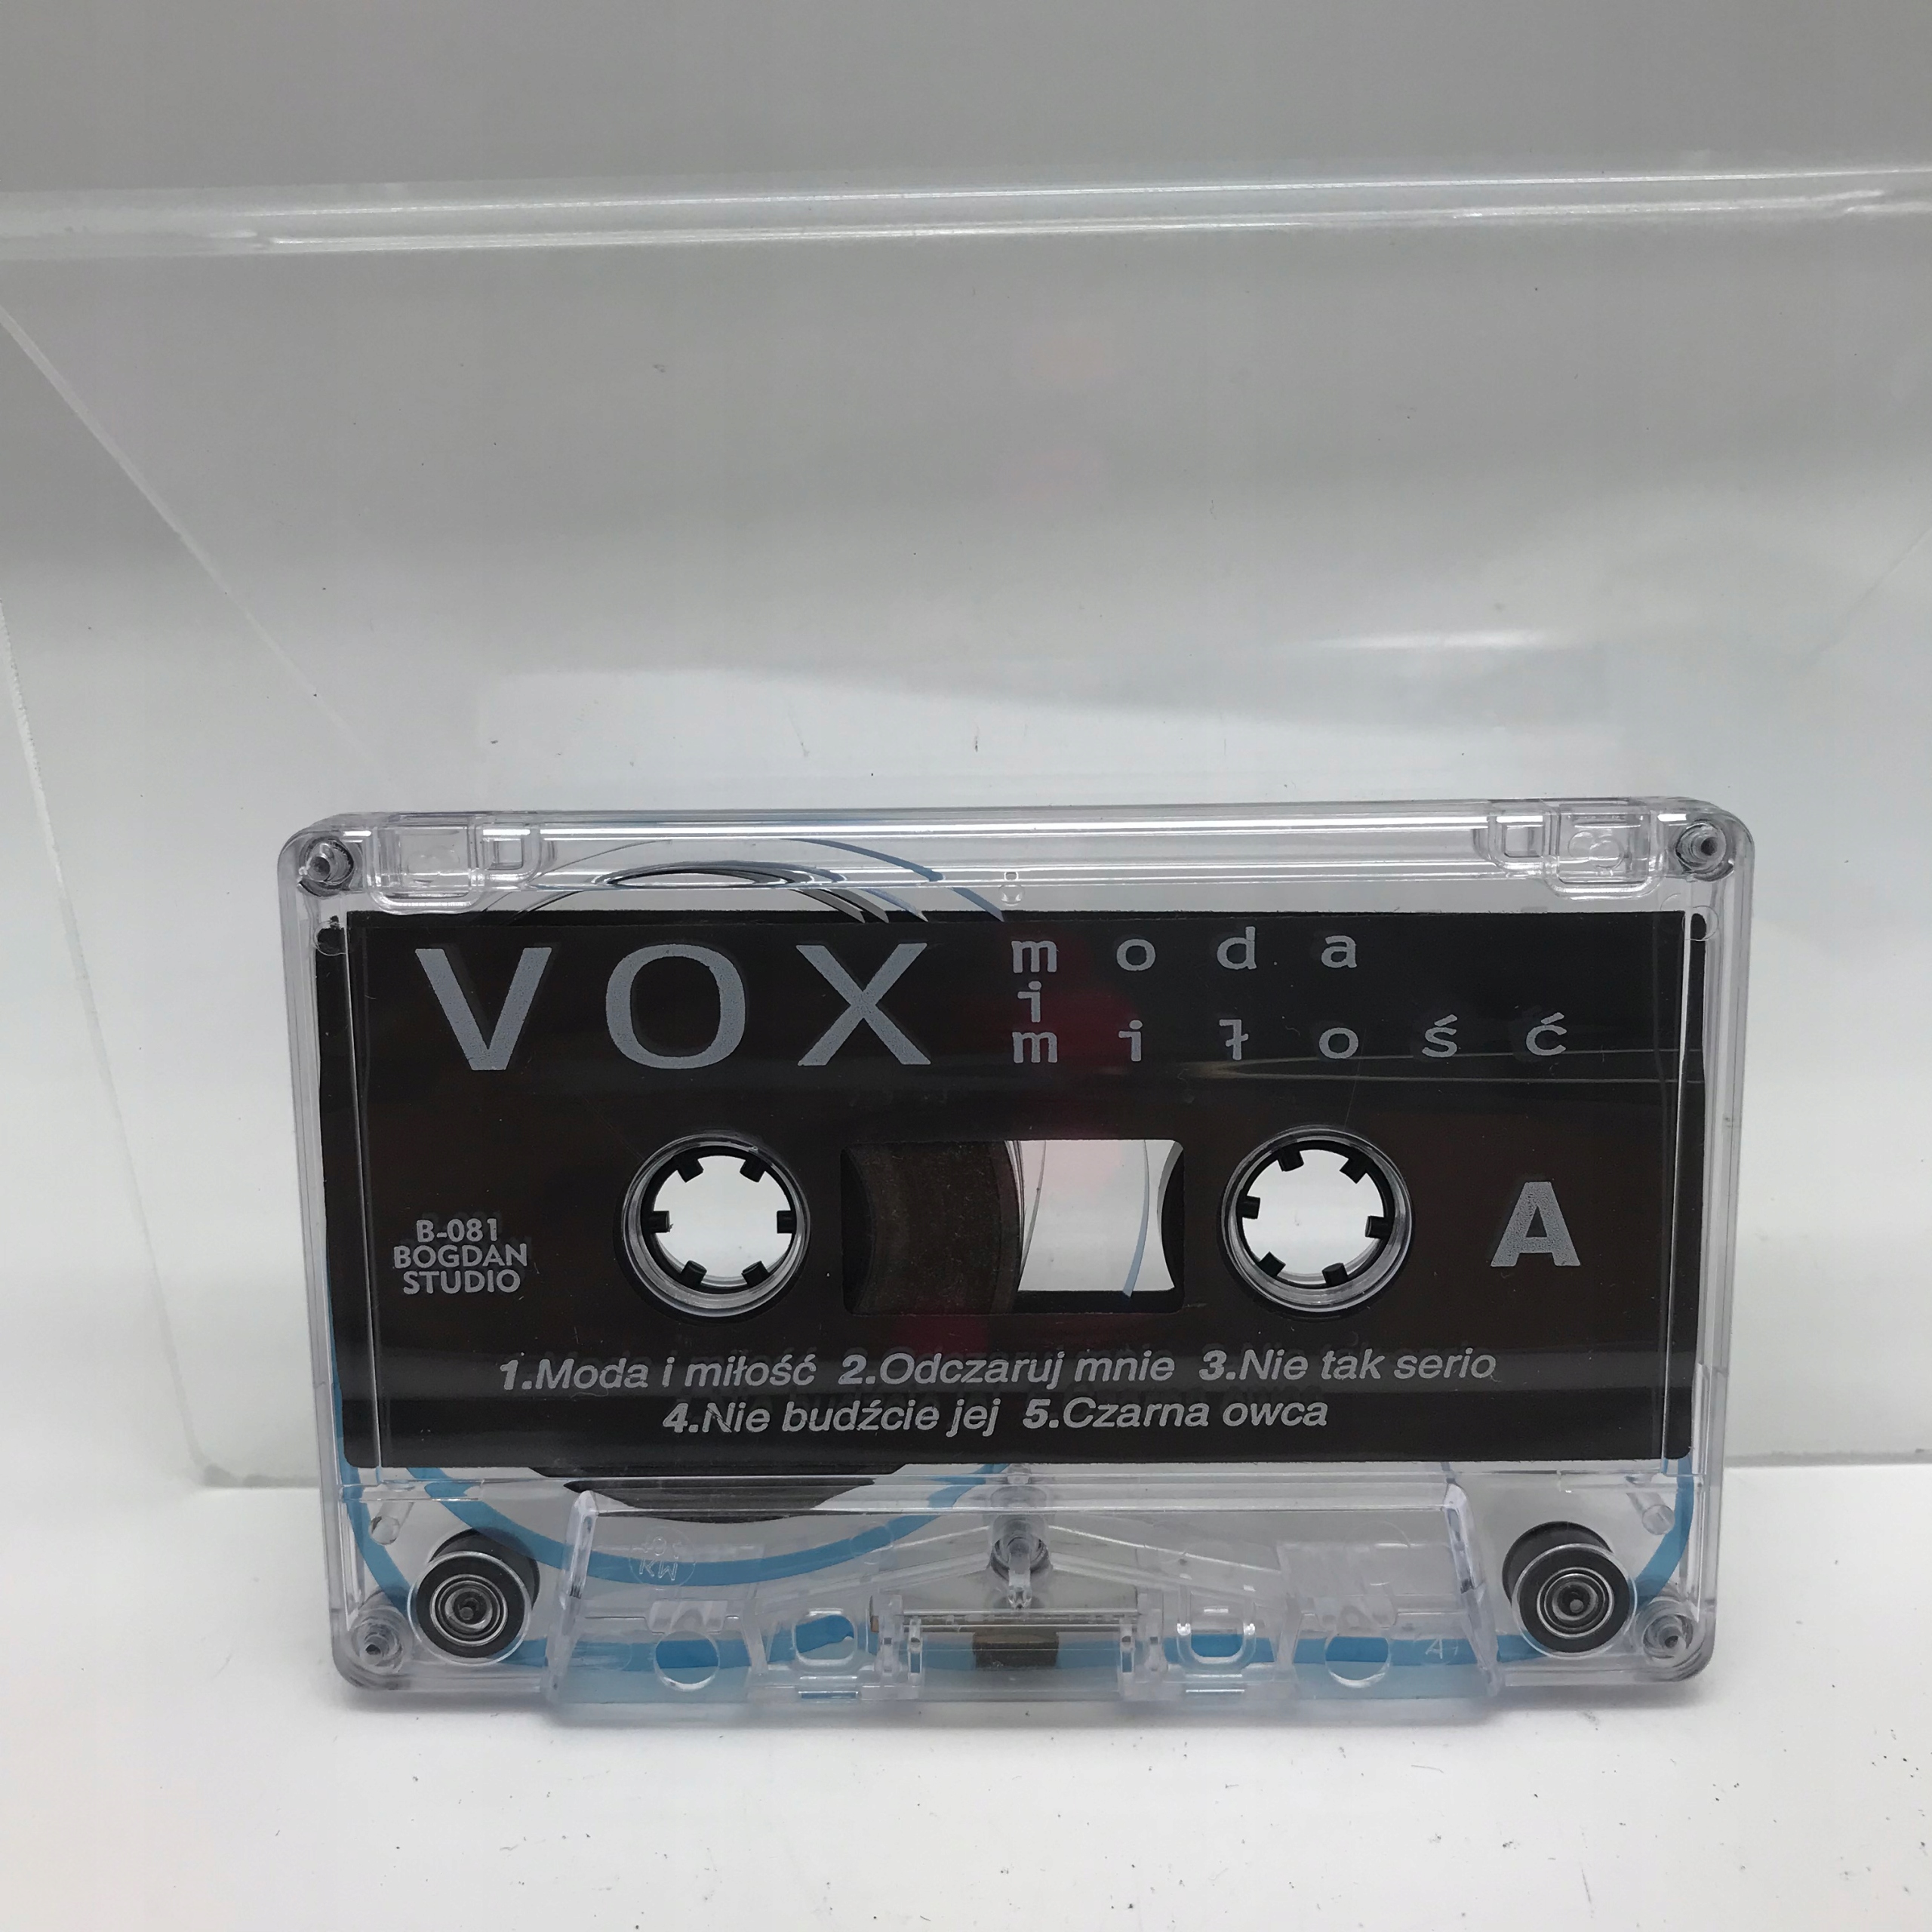 VOX
moda
i
miłość
B-081
BOGDAN
STUDIO
A
1.Moda i miłość 2.Odczaruj mnie 3.Nie tak serio
4.Nie budźcie jej 5.Czarna owca